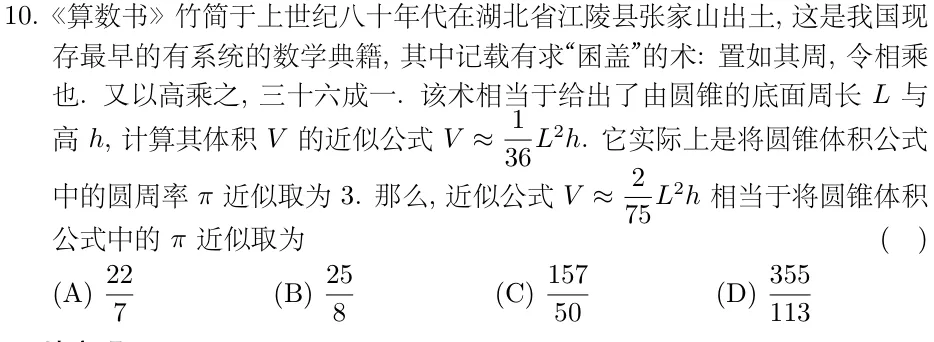 10. 《算数书》竹简于上世纪八十年代在湖北省江陵县张家山出土, 这是我国现
存最早的有系统的数学典籍, 其中记载有求“囷盖”的术: 置如其周, 令相乘
也. 又以高乘之, 三十六成一. 该术相当于给出了由圆锥的底面周长 L 与
高 h, 计算其体积 V 的近似公式 V ≈ \frac{1}{36}L²h. 它实际上是将圆锥体积公式
中的圆周率 π 近似取为 3. 那么, 近似公式 V ≈ \frac{2}{75}L²h 相当于将圆锥体积
公式中的 π 近似取为 ( )
(A) \frac{22}{7} (B) \frac{25}{8} (C) \frac{157}{50} (D) \frac{355}{113}